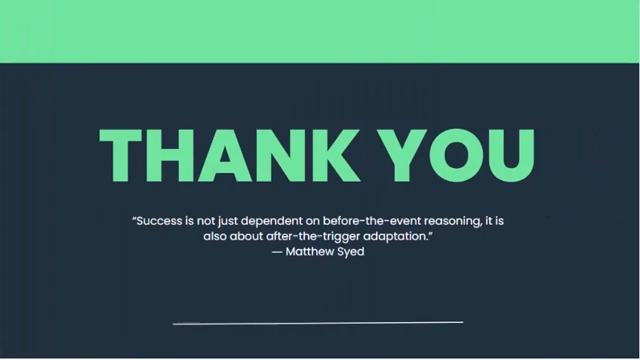 THANK YOU
“Success is not just dependent on before-the-event reasoning, it is
also about after-the-trigger adaptation.”
― Matthew Syed